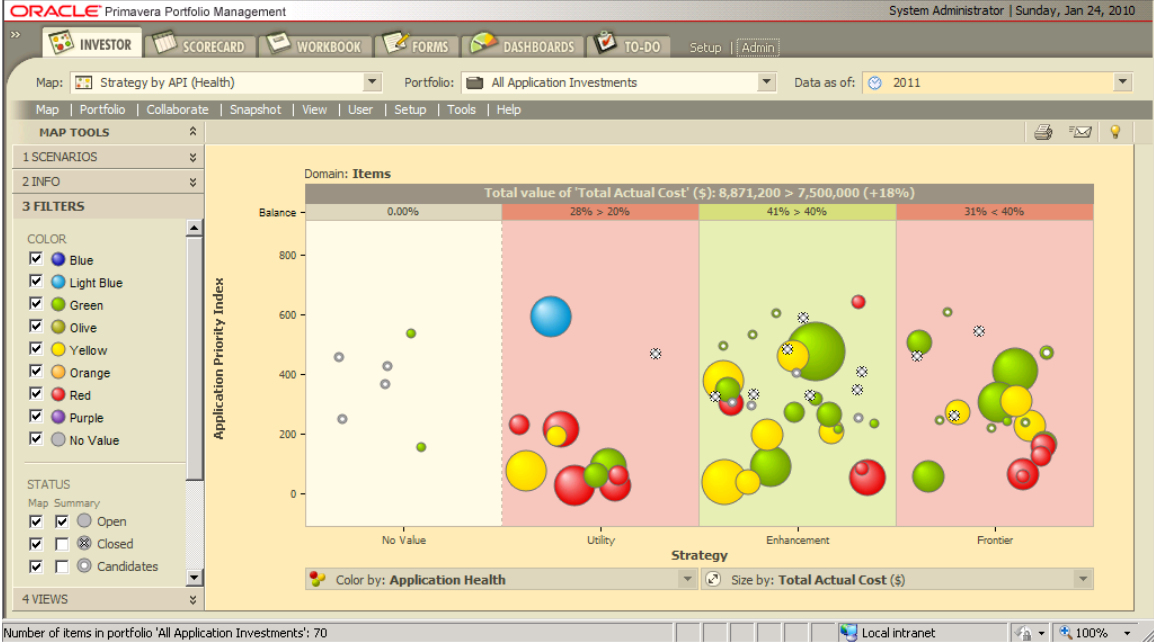 ORACLE Primavera Portfolio Management System Administrator | Sunday, Jan 24, 2010
INVESTOR SCORECARD WORKBOOK FORMS DASHBOARDS TO-DO Setup | Admin
Map: Strategy by API (Health) Portfolio: All Application Investments Data as of: 2011
Map | Portfolio | Collaborate | Snapshot | View | User | Setup | Tools | Help
MAP TOOLS
1 SCENARIOS
2 INFO
3 FILTERS
COLOR
Blue
Light Blue
Green
Olive
Yellow
Orange
Red
Purple
No Value
STATUS
Map Summary
Open
Closed
Candidates
4 VIEWS
Domain: Items
Total value of 'Total Actual Cost' ($): 8,871,200 > 7,500,000 (+18%)
Balance 0.00% 28% > 20% 41% > 40% 31% < 40%
Application Priority Index
800
600
400
200
0
No Value Utility Enhancement Frontier
Strategy
Color by: Application Health Size by: Total Actual Cost ($)
Number of items in portfolio 'All Application Investments': 70 Local intranet 100%